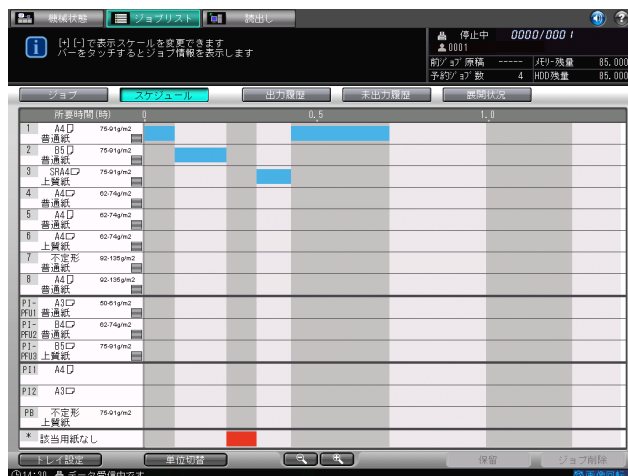 機械状態 ジョブリスト 読出し
[+] [-]で表示スケールを変更できます
バーをタッチするとジョブ情報を表示します
停止中 0000/000 f
0001
前ジョブ原稿 ----- メモリ-残量 85.000
予約ジョブ数 4 HDD残量 85.000
ジョブ スケジュール 出力履歴 未出力履歴 展開状況
所要時間(時) 0 0.5 1.0
1 A4 75-91g/m2
普通紙
2 B5 75-91g/m2
普通紙
3 SRA4 75-91g/m2
上質紙
4 A4 62-74g/m2
普通紙
5 A4 62-74g/m2
普通紙
6 A4 62-74g/m2
上質紙
7 不定形 92-135g/m2
普通紙
8 A4 92-135g/m2
普通紙
PI- A3 50-61g/m2
PFU1 普通紙
PI- B4 62-74g/m2
PFU2 普通紙
PI- B5 75-91g/m2
PFU3 上質紙
PI1 A4
PI2 A3
PB 不定形 75-91g/m2
上質紙
* 該当用紙なし
トレイ設定 単位切替 保留 ジョブ削除
14:20 データ受信中です 画像回転